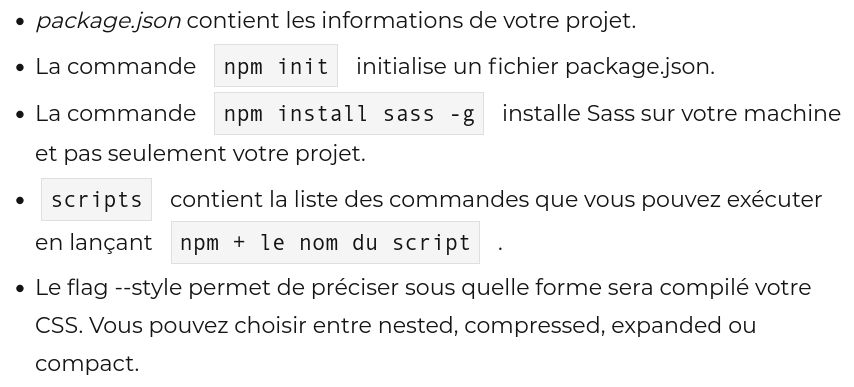 • package.json contient les informations de votre projet.
• La commande npm init initialise un fichier package.json.
• La commande npm install sass -g installe Sass sur votre machine
et pas seulement votre projet.
• scripts contient la liste des commandes que vous pouvez exécuter
en lançant npm + le nom du script .
• Le flag --style permet de préciser sous quelle forme sera compilé votre
CSS. Vous pouvez choisir entre nested, compressed, expanded ou
compact.